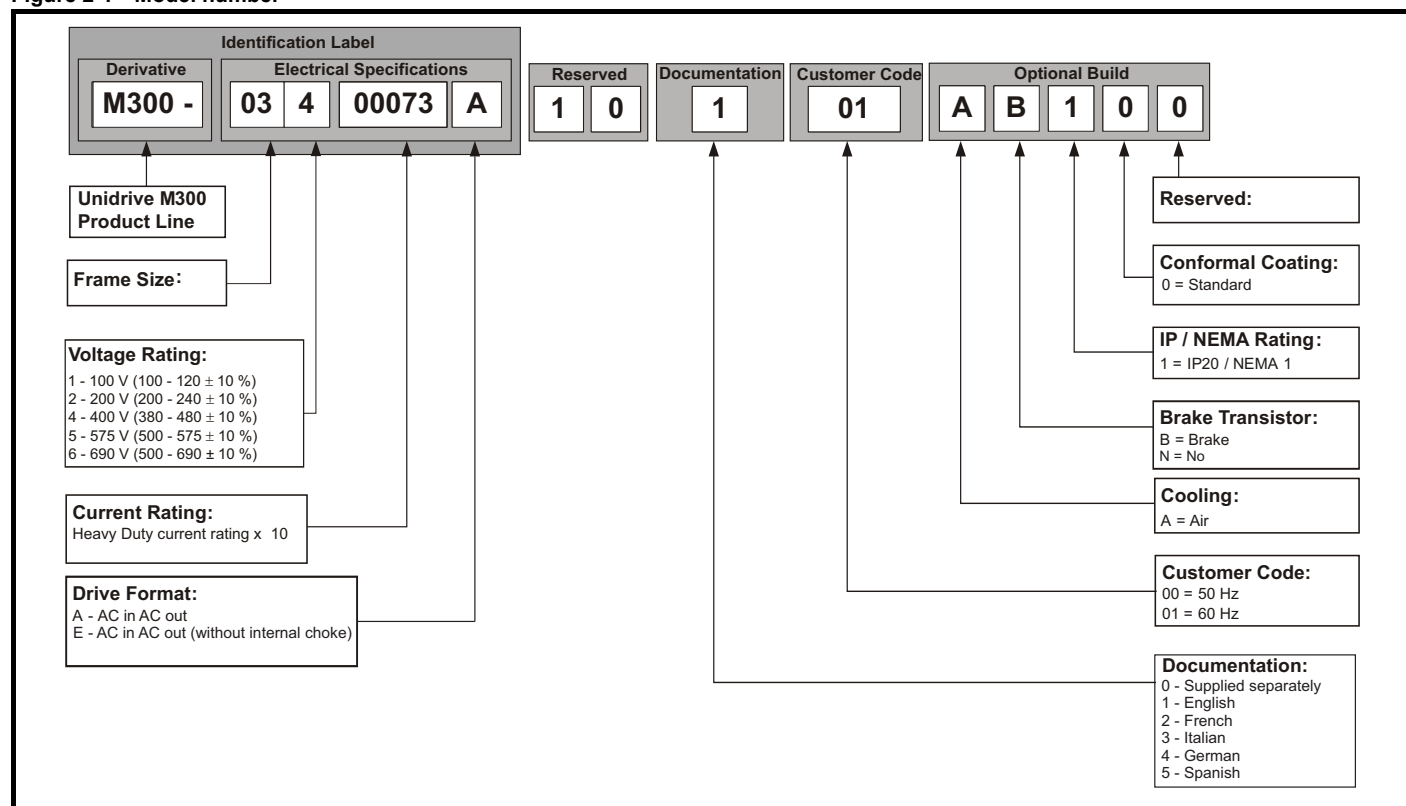 Identification Label
Derivative
Electrical Specifications
Reserved
Documentation
Customer Code
Optional Build
M300 -
03
4
00073
A
1
0
1
01
A
B
1
0
0
Unidrive M300
Product Line
Frame Size:
Voltage Rating:
1 - 100 V (100 - 120 ± 10 %)
2 - 200 V (200 - 240 ± 10 %)
4 - 400 V (380 - 480 ± 10 %)
5 - 575 V (500 - 575 ± 10 %)
6 - 690 V (500 - 690 ± 10 %)
Current Rating:
Heavy Duty current rating x 10
Drive Format:
A - AC in AC out
E - AC in AC out (without internal choke)
Reserved:
Conformal Coating:
0 = Standard
IP / NEMA Rating:
1 = IP20 / NEMA 1
Brake Transistor:
B = Brake
N = No
Cooling:
A = Air
Customer Code:
00 = 50 Hz
01 = 60 Hz
Documentation:
0 - Supplied separately
1 - English
2 - French
3 - Italian
4 - German
5 - Spanish